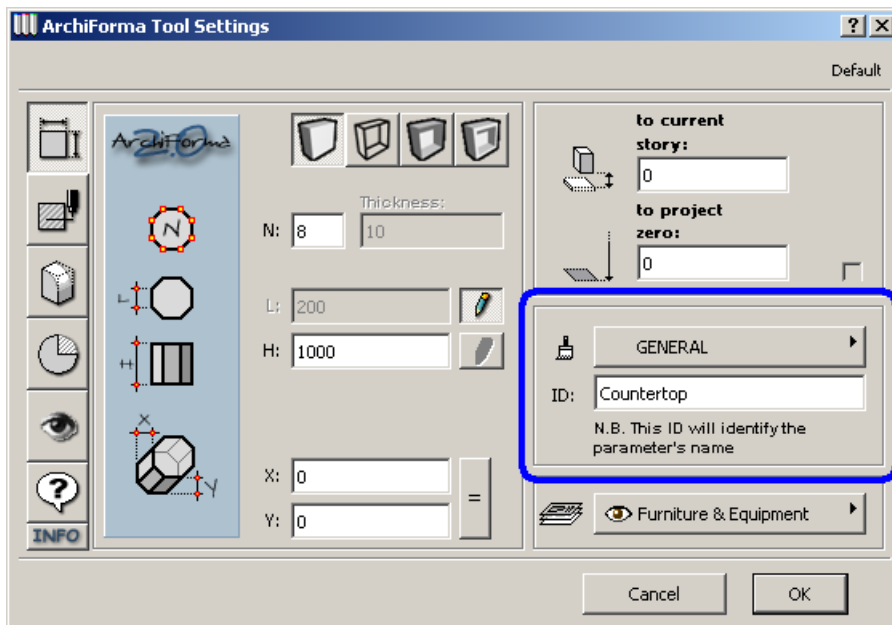 ArchiForma Tool Settings
Default
ArchiForma
2.0
N
L
H
X
Y
INFO
Thickness:
N: 8
10
L: 200
H: 1000
X: 0
=
Y: 0
to current
story:
0
to project
zero:
0
GENERAL
ID: Countertop
N.B. This ID will identify the
parameter's name
Furniture & Equipment
Cancel
OK